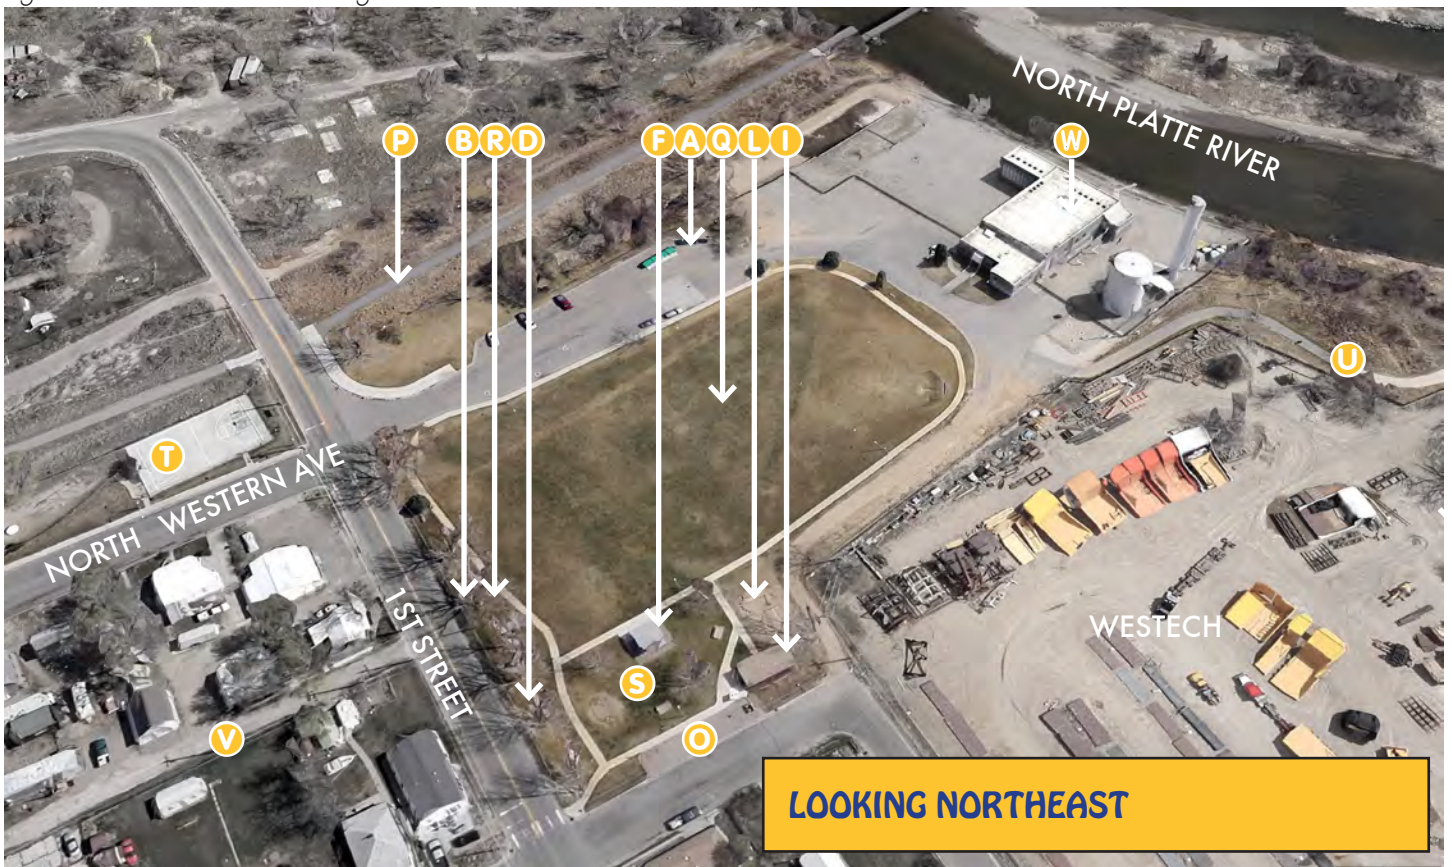 P
B R D
F A Q L I
W
NORTH PLATTE RIVER
U
T
NORTH WESTERN AVE
1ST STREET
WESTECH
S
V
O
LOOKING NORTHEAST